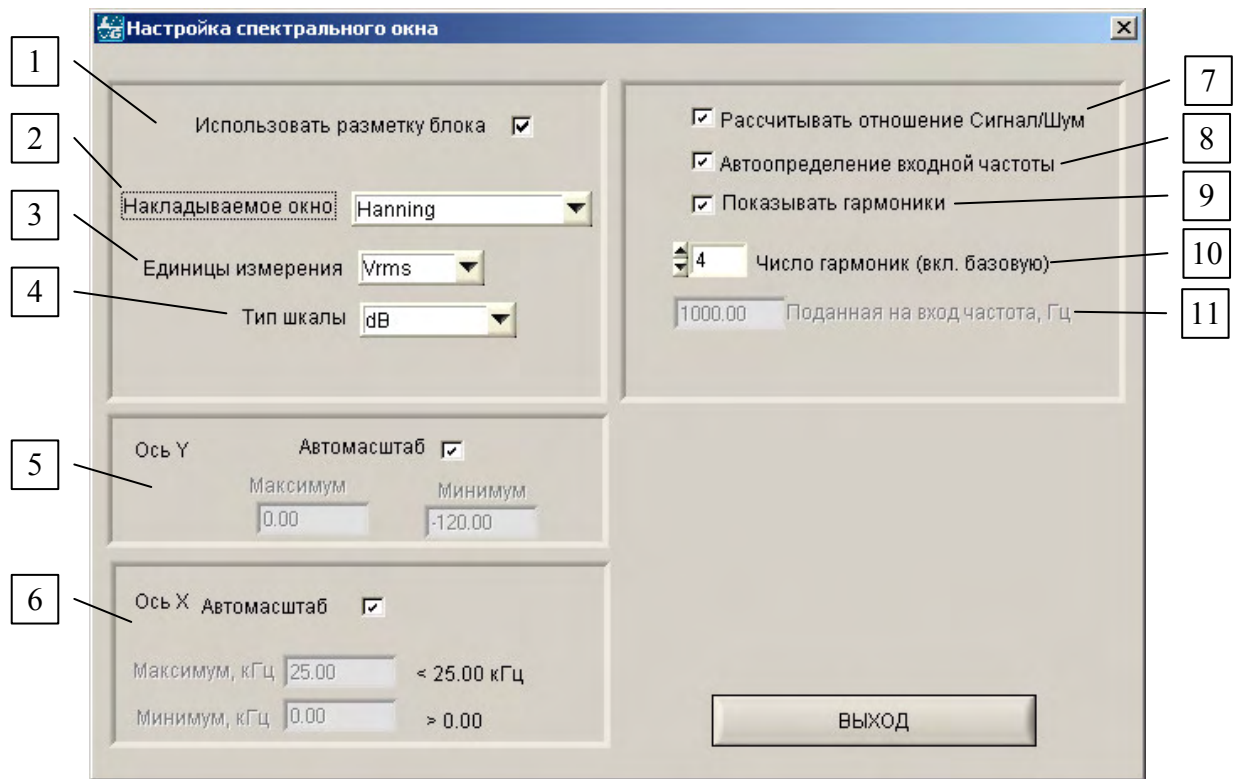 Настройка спектрального окна
1
Использовать разметку блока
2
Накладываемое окно Hanning
3
Единицы измерения Vrms
4
Тип шкалы dB
7
Рассчитывать отношение Сигнал/Шум
8
Автоопределение входной частоты
9
Показывать гармоники
10
4 Число гармоник (вкл. базовую)
11
1000.00 Поданная на вход частота, Гц
5
Ось Y Автомасштаб
Максимум Минимум
0.00 -120.00
6
Ось X Автомасштаб
Максимум, кГц 25.00 < 25.00 кГц
Минимум, кГц 0.00 > 0.00
ВЫХОД